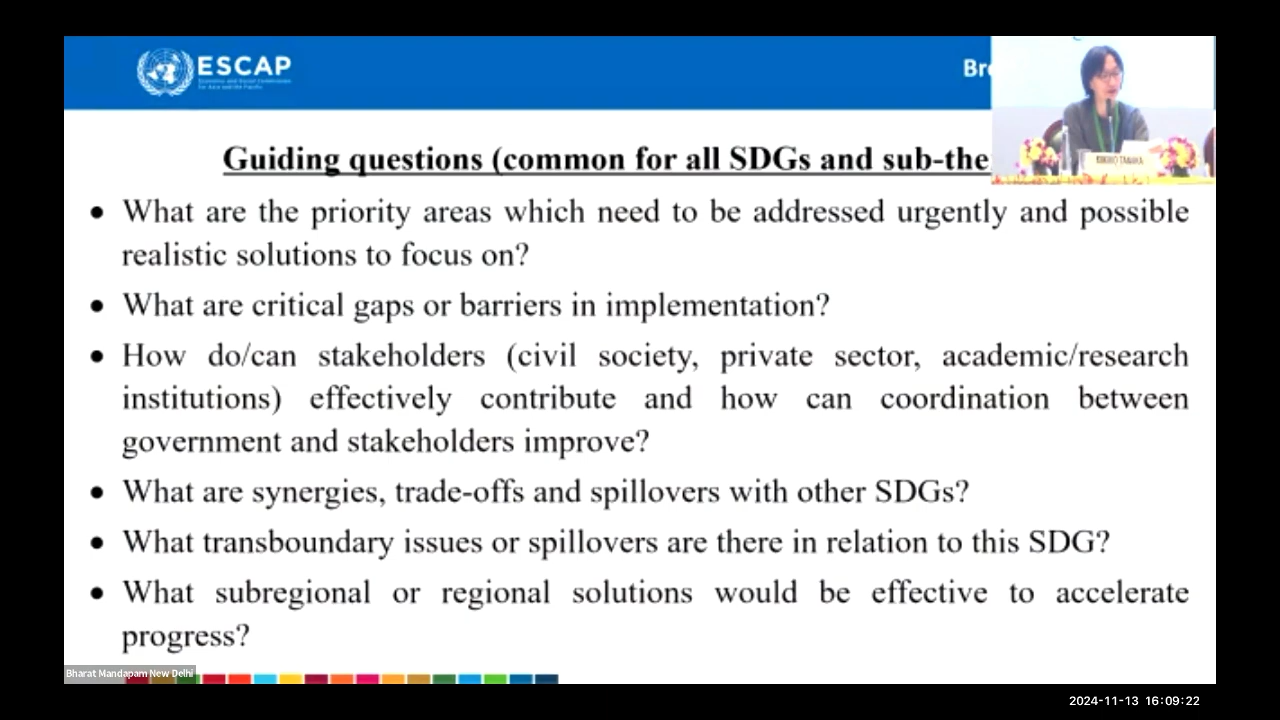 ESCAP
Economic and Social Commission
for Asia and the Pacific
Bre
Guiding questions (common for all SDGs and sub-the
• What are the priority areas which need to be addressed urgently and possible
realistic solutions to focus on?
• What are critical gaps or barriers in implementation?
• How do/can stakeholders (civil society, private sector, academic/research
institutions) effectively contribute and how can coordination between
government and stakeholders improve?
• What are synergies, trade-offs and spillovers with other SDGs?
• What transboundary issues or spillovers are there in relation to this SDG?
• What subregional or regional solutions would be effective to accelerate
progress?
Bharat Mandapam New Delhi
2024-11-13 16:09:22